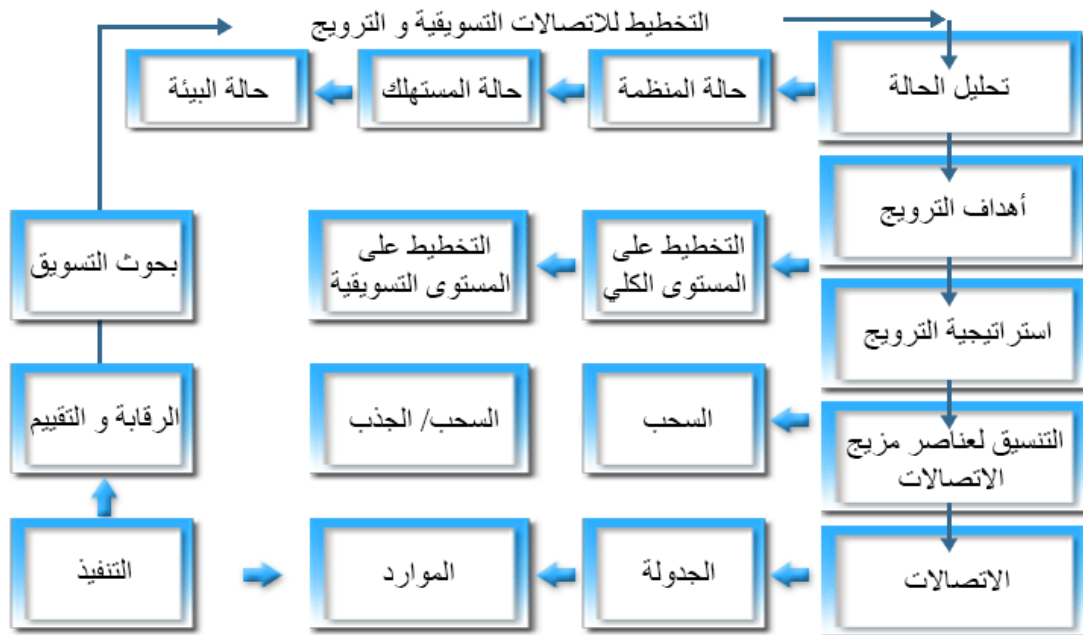 التخطيط للاتصالات التسويقية و الترويج
تحليل الحالة
حالة المنظمة
حالة المستهلك
حالة البيئة
أهداف الترويج
التخطيط على
المستوى الكلي
التخطيط على
المستوى التسويقية
بحوث التسويق
استراتيجية الترويج
التنسيق لعناصر مزيج
الاتصالات
السحب
السحب/ الجذب
الرقابة و التقييم
الاتصالات
الجدولة
الموارد
التنفيذ